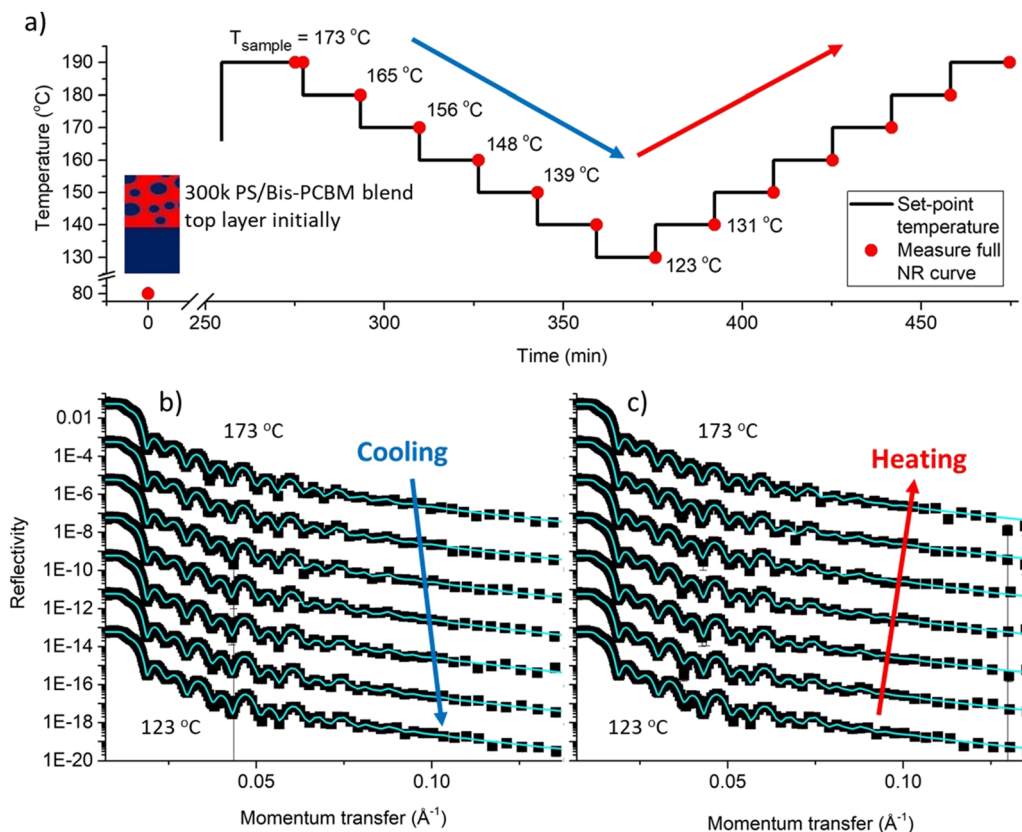 a)
T_sample = 173 °C
190
165 °C
180
156 °C
170
148 °C
160
139 °C
150
140
130
80
Temperature (°C)
300k PS/Bis-PCBM blend
top layer initially
131 °C
123 °C
Set-point
temperature
Measure full
NR curve
0
250
300
350
400
450
Time (min)
b)
173 °C
Cooling
123 °C
0.01
1E-4
1E-6
1E-8
1E-10
1E-12
1E-14
1E-16
1E-18
1E-20
Reflectivity
0.05
0.10
Momentum transfer (Å⁻¹)
c)
173 °C
Heating
123 °C
0.05
0.10
Momentum transfer (Å⁻¹)